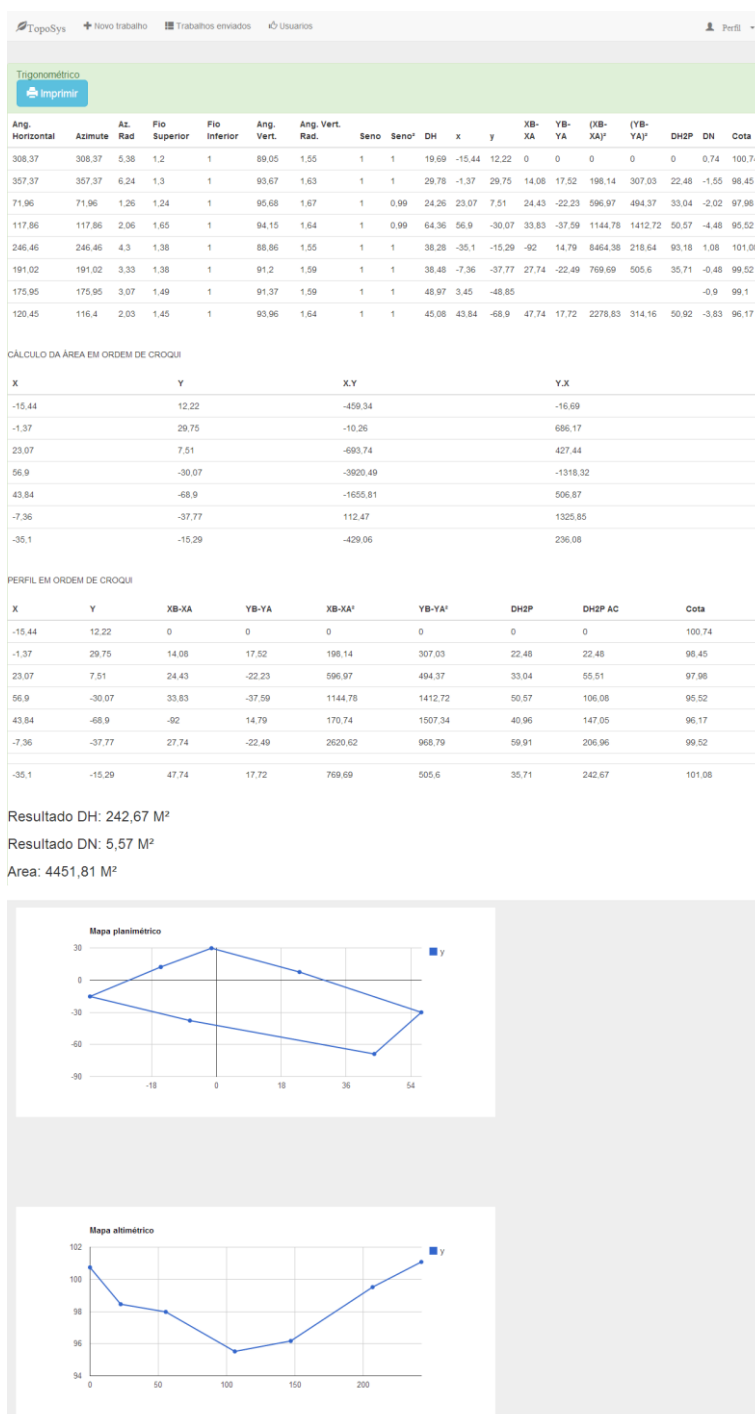 TopoSys Novo trabalho Trabalhos enviados Usuarios Perfil
Trigonométrico
Imprimir
Ang. Horizontal Azimute Az. Rad Fio Superior Fio Inferior Ang. Vert. Ang. Vert. Rad. Seno Seno² DH x y XB-XA YB-YA (XB-XA)² (YB-YA)² DH2P DN Cota
308,37 308,37 5,38 1,2 1 89,05 1,55 1 1 19,69 -15,44 12,22 0 0 0 0 0 0,74 100,74
357,37 357,37 6,24 1,3 1 93,67 1,63 1 1 29,78 -1,37 29,75 14,08 17,52 198,14 307,03 22,48 -1,55 98,45
71,96 71,96 1,26 1,24 1 95,68 1,67 1 0,99 24,26 23,07 7,51 24,43 -22,23 596,97 494,37 33,04 -2,02 97,98
117,86 117,86 2,06 1,65 1 94,15 1,64 1 0,99 64,36 56,9 -30,07 33,83 -37,59 1144,78 1412,72 50,57 -4,48 95,52
246,46 246,46 4,3 1,38 1 88,86 1,55 1 1 38,28 -35,1 -15,29 -92 14,79 8464,38 218,64 93,18 1,08 101,08
191,02 191,02 3,33 1,38 1 91,2 1,59 1 1 38,48 -7,36 -37,77 27,74 -22,49 769,69 505,6 35,71 -0,48 99,52
175,95 175,95 3,07 1,49 1 91,37 1,59 1 1 48,97 3,45 -48,85 -0,9 99,1
120,45 116,4 2,03 1,45 1 93,96 1,64 1 1 45,08 43,84 -68,9 47,74 17,72 2278,83 314,16 50,92 -3,83 96,17
CÁLCULO DA ÁREA EM ORDEM DE CROQUI
X Y X.Y Y.X
-15,44 12,22 -459,34 -16,69
-1,37 29,75 -10,26 686,17
23,07 7,51 -693,74 427,44
56,9 -30,07 -3920,49 -1318,32
43,84 -68,9 -1655,81 506,87
-7,36 -37,77 112,47 1325,85
-35,1 -15,29 -429,06 236,08
PERFIL EM ORDEM DE CROQUI
X Y XB-XA YB-YA XB-XA² YB-YA² DH2P DH2P AC Cota
-15,44 12,22 0 0 0 0 0 0 100,74
-1,37 29,75 14,08 17,52 198,14 307,03 22,48 22,48 98,45
23,07 7,51 24,43 -22,23 596,97 494,37 33,04 55,51 97,98
56,9 -30,07 33,83 -37,59 1144,78 1412,72 50,57 106,08 95,52
43,84 -68,9 -92 14,79 170,74 1507,34 40,96 147,05 96,17
-7,36 -37,77 27,74 -22,49 2620,62 968,79 59,91 206,96 99,52
-35,1 -15,29 47,74 17,72 769,69 505,6 35,71 242,67 101,08
Resultado DH: 242,67 M²
Resultado DN: 5,57 M²
Area: 4451,81 M²
Mapa planimétrico
30
y
0
-30
-60
-90
-18 0 18 36 54
Mapa altimétrico
102
y
100
98
96
94
0 50 100 150 200